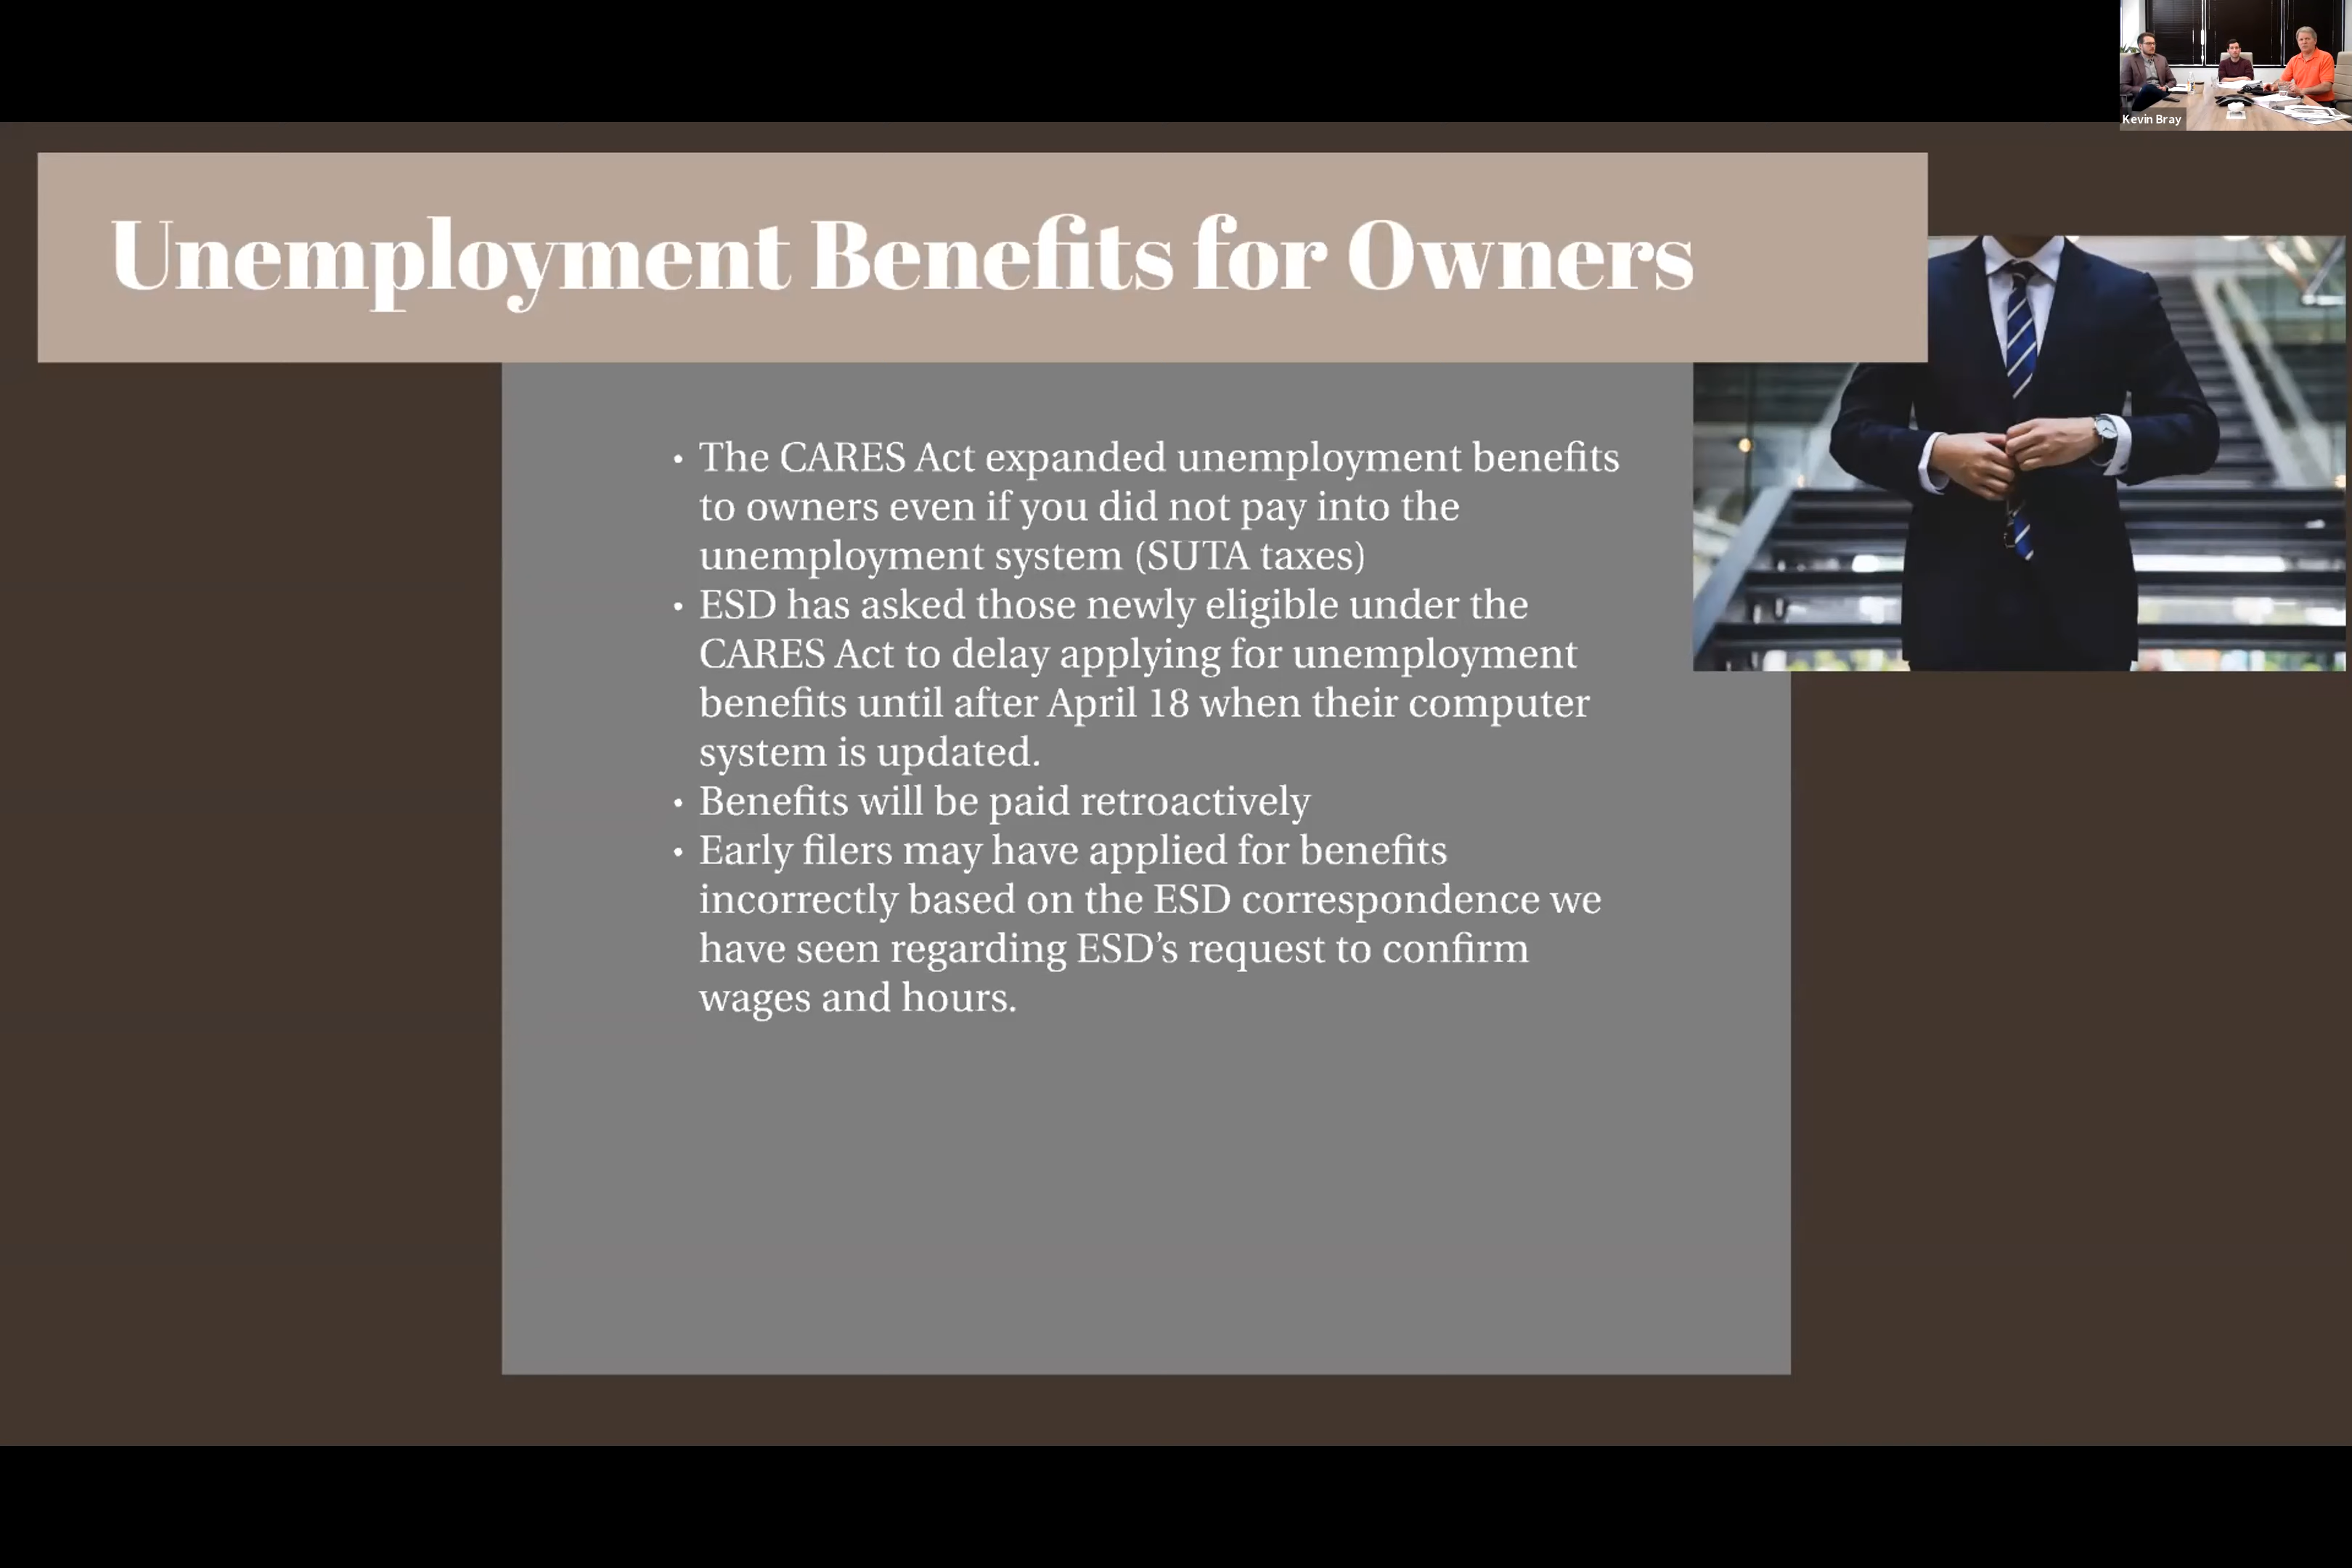 Kevin Bray
Unemployment Benefits for Owners
• The CARES Act expanded unemployment benefits
to owners even if you did not pay into the
unemployment system (SUTA taxes)
• ESD has asked those newly eligible under the
CARES Act to delay applying for unemployment
benefits until after April 18 when their computer
system is updated.
• Benefits will be paid retroactively
• Early filers may have applied for benefits
incorrectly based on the ESD correspondence we
have seen regarding ESD’s request to confirm
wages and hours.